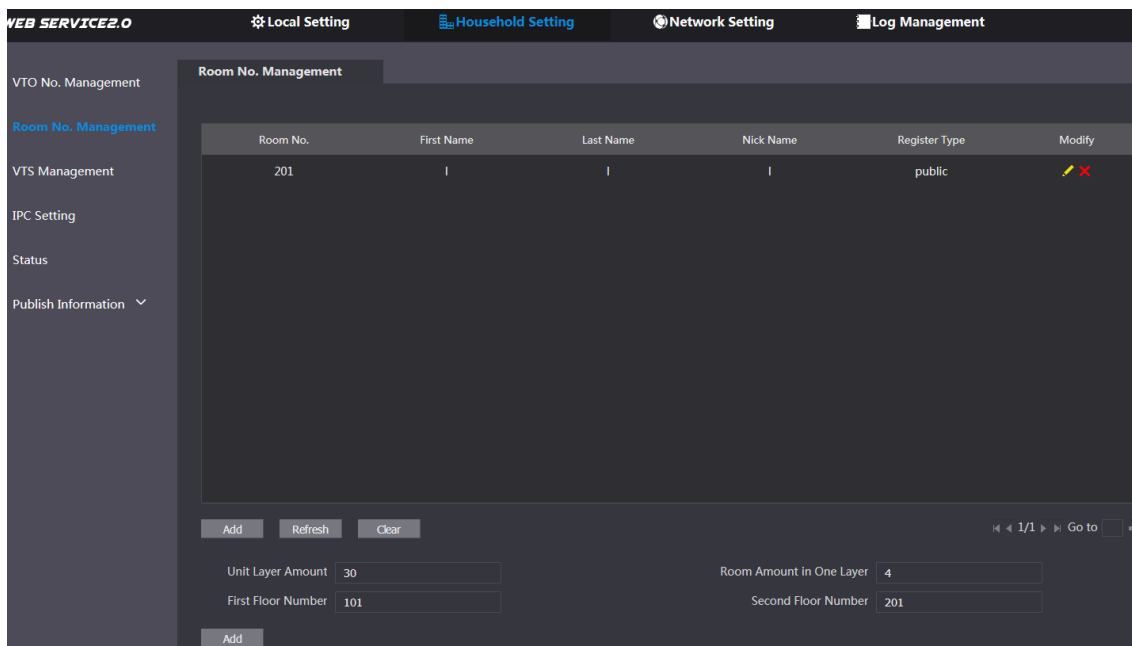 WEB SERVICE2.0 Local Setting Household Setting Network Setting Log Management
VTO No. Management
Room No. Management
VTS Management
IPC Setting
Status
Publish Information
Room No. Management
Room No. First Name Last Name Nick Name Register Type Modify
201 l l l public
Add Refresh Clear 1/1 Go to
Unit Layer Amount 30 Room Amount in One Layer 4
First Floor Number 101 Second Floor Number 201
Add